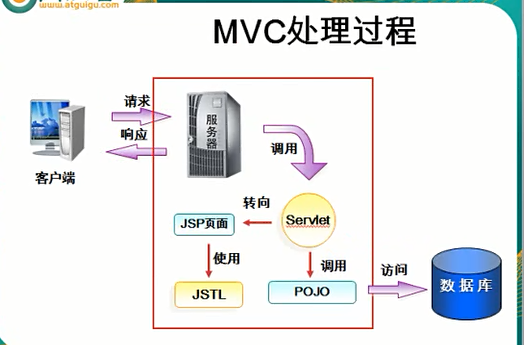 www.atguigu.com
MVC处理过程
请求
响应
服务器
调用
客户端
转向
Servlet
JSP页面
使用
调用
访问
JSTL
POJO
数据库